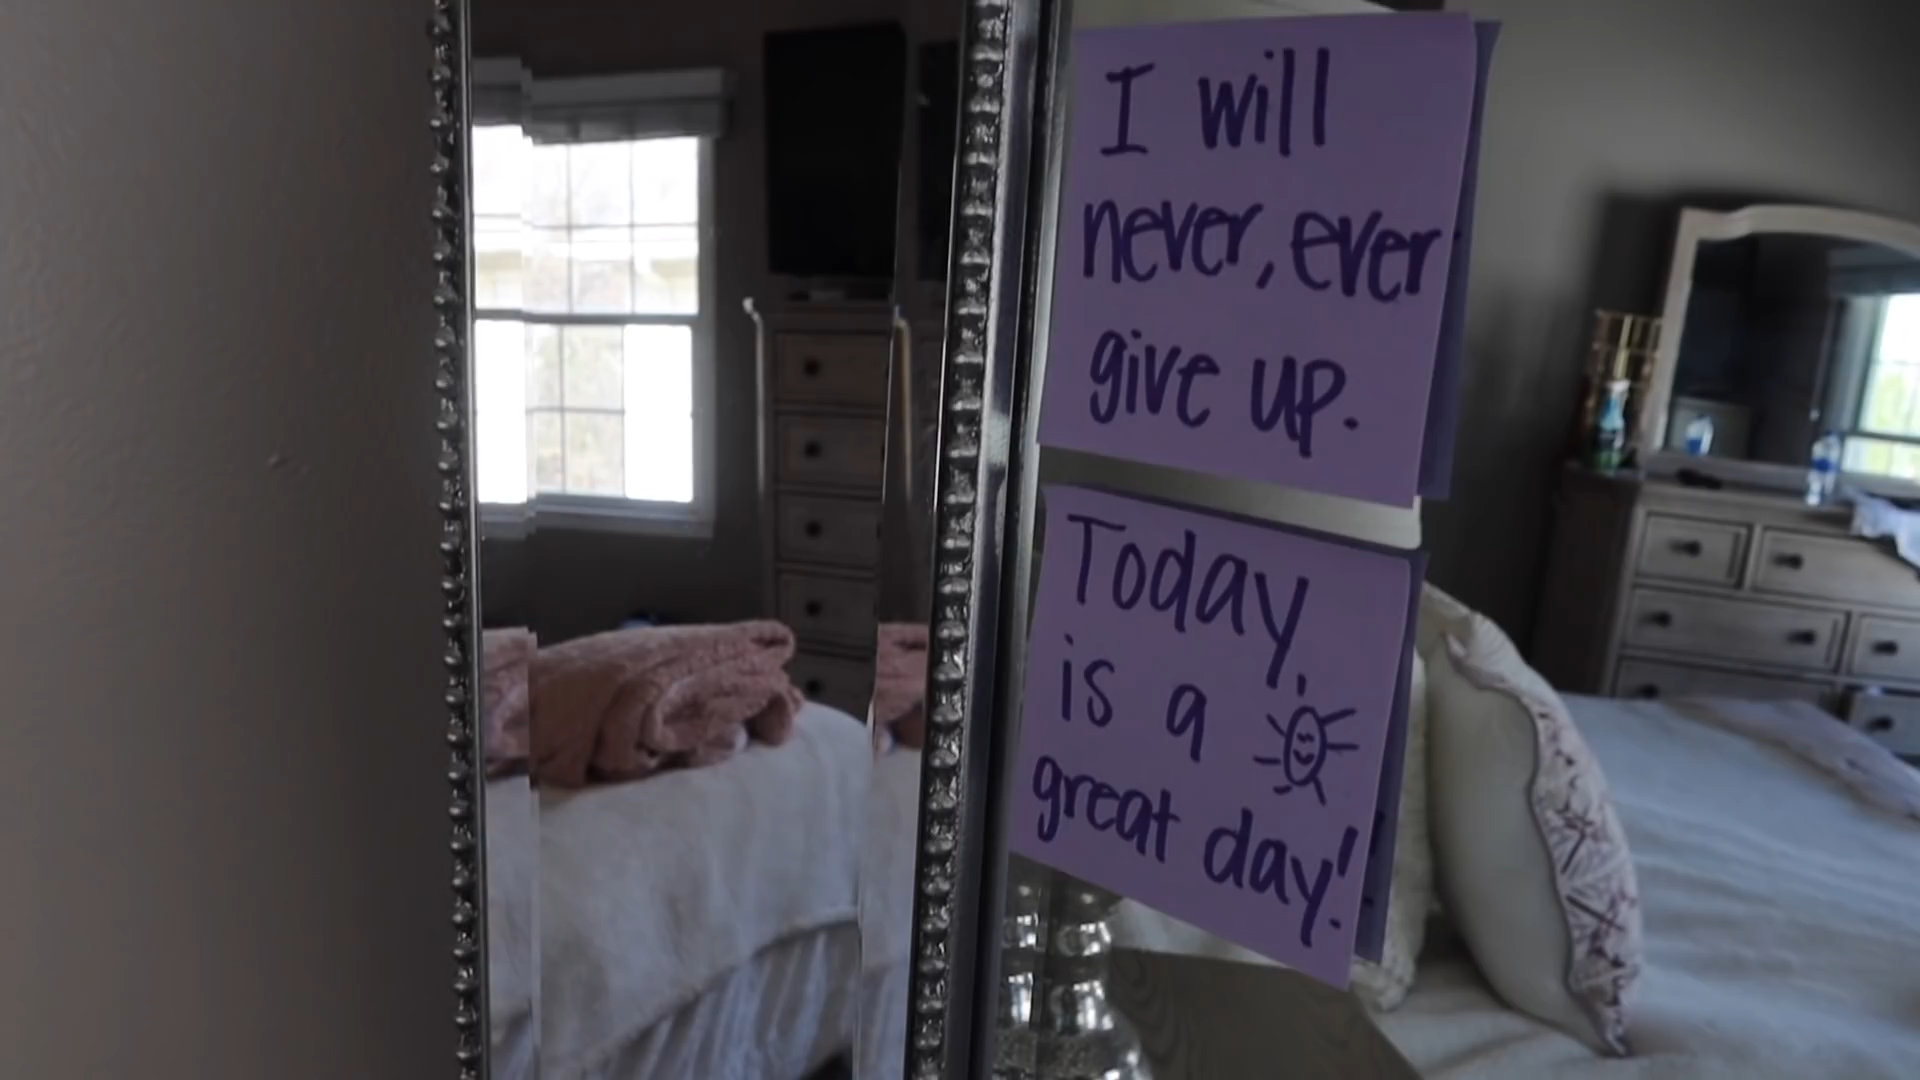 I will
never, ever
give up.
Today
is a
great day!